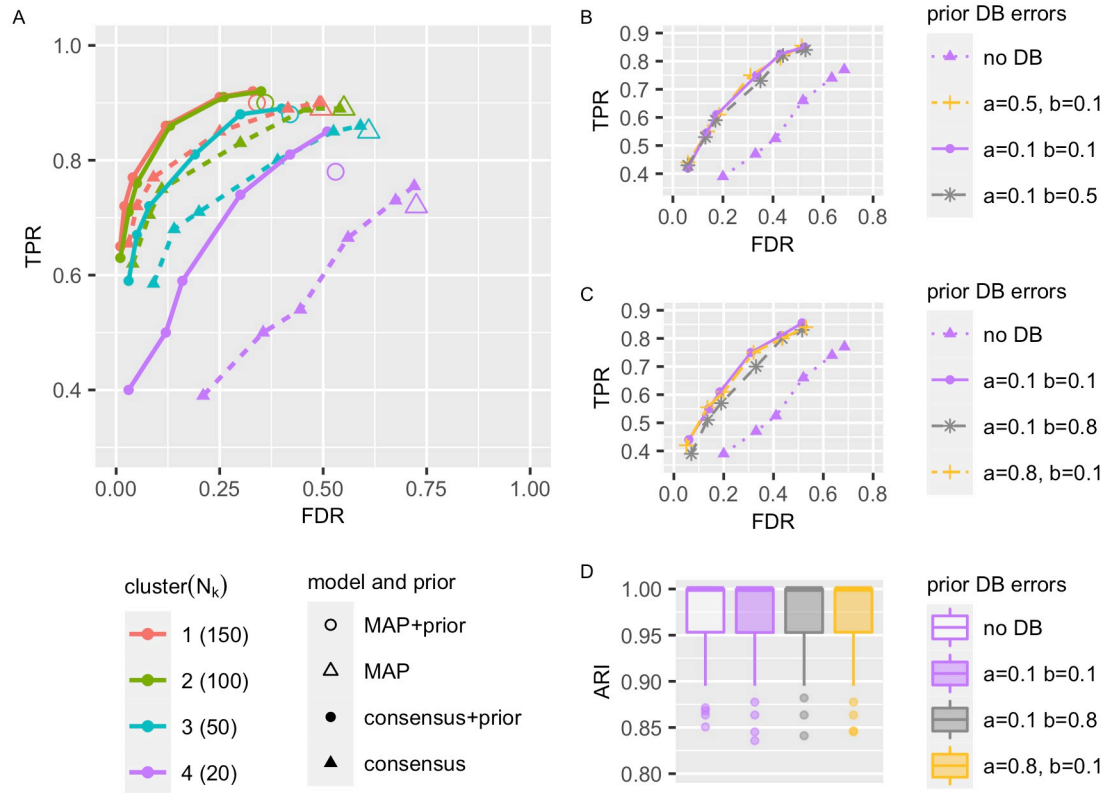 A
TPR
1.0
0.8
0.6
0.4
0.00 0.25 0.50 0.75 1.00
FDR
B
TPR
0.9
0.8
0.7
0.6
0.5
0.4
0.0 0.2 0.4 0.6 0.8
FDR
prior DB errors
no DB
a=0.5, b=0.1
a=0.1 b=0.1
a=0.1 b=0.5
C
TPR
0.9
0.8
0.7
0.6
0.5
0.4
0.0 0.2 0.4 0.6 0.8
FDR
prior DB errors
no DB
a=0.1 b=0.1
a=0.1 b=0.8
a=0.8, b=0.1
cluster(Nk)
1 (150)
2 (100)
3 (50)
4 (20)
model and prior
MAP+prior
MAP
consensus+prior
consensus
D
ARI
1.00
0.95
0.90
0.85
0.80
prior DB errors
no DB
a=0.1 b=0.1
a=0.1 b=0.8
a=0.8, b=0.1